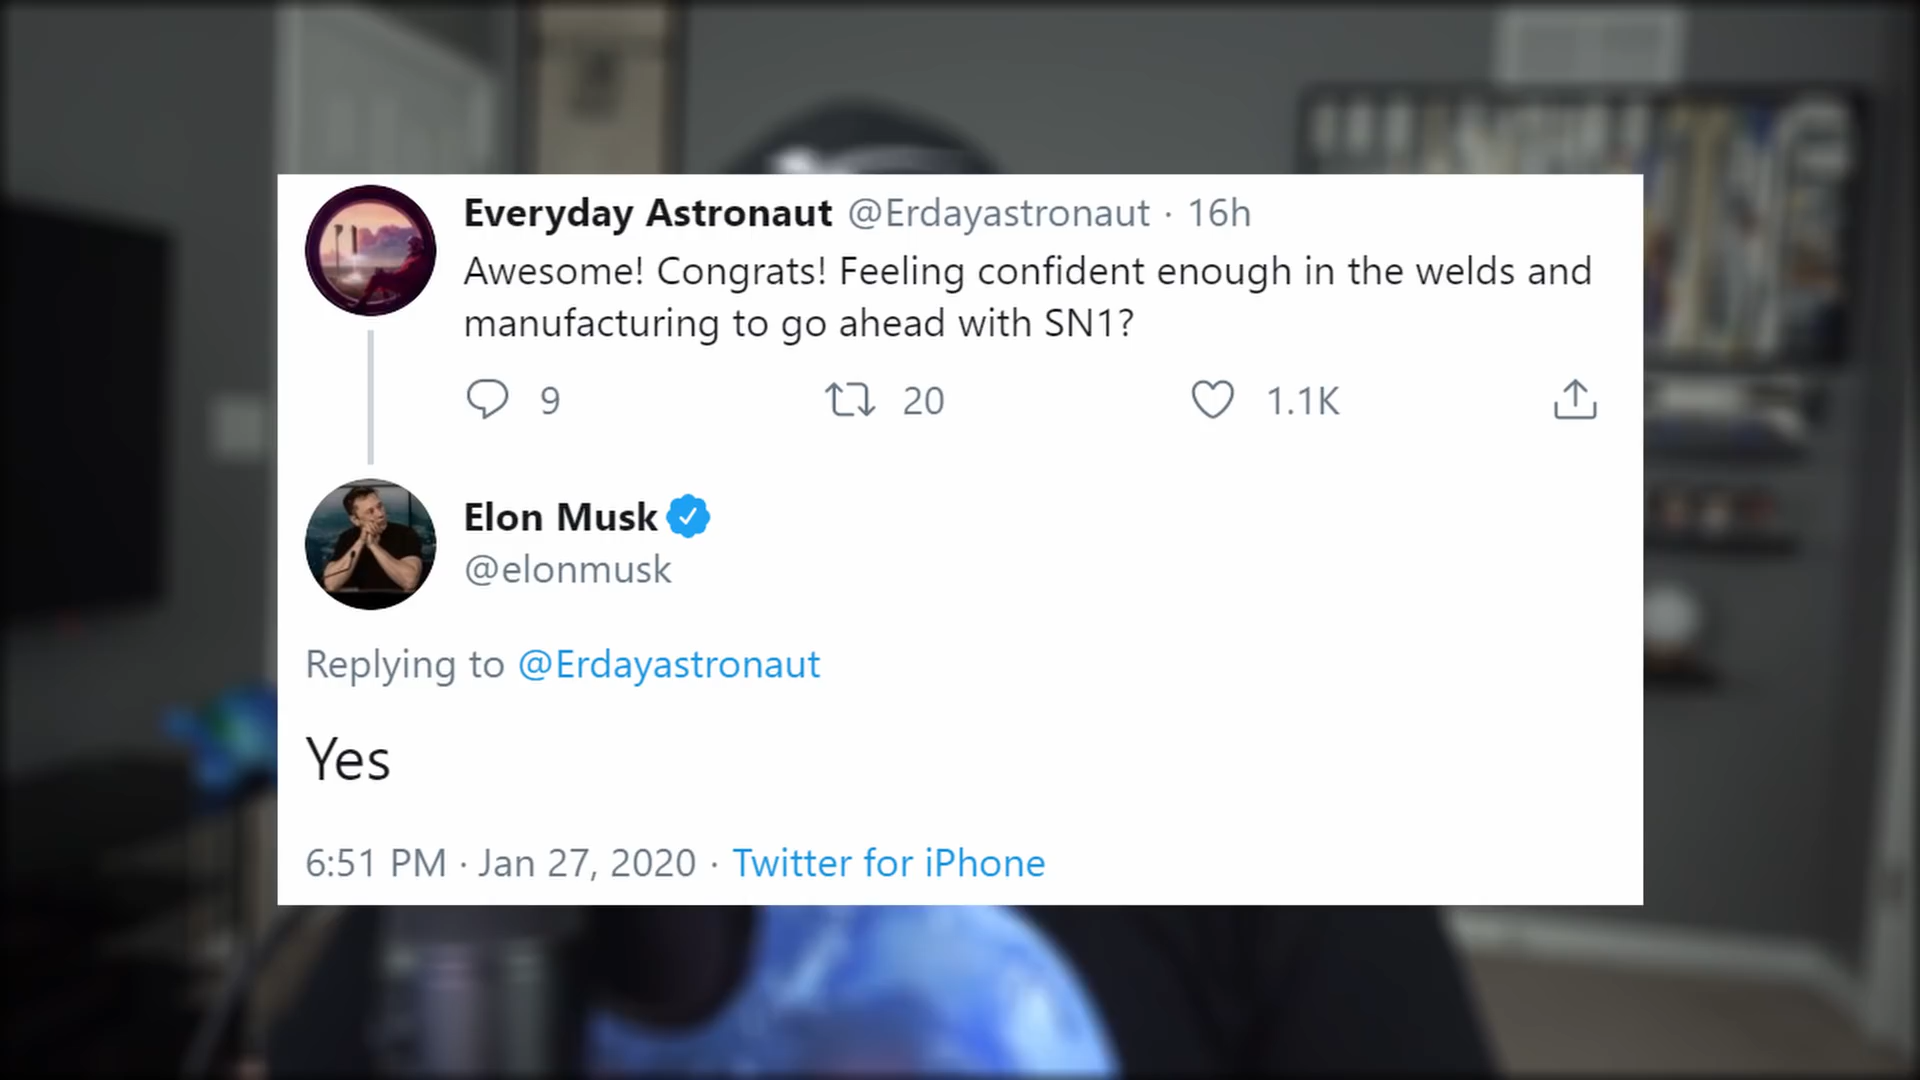 Everyday Astronaut @Erdayastronaut · 16h
Awesome! Congrats! Feeling confident enough in the welds and
manufacturing to go ahead with SN1?
9 20 1.1K
Elon Musk
@elonmusk
Replying to @Erdayastronaut
Yes
6:51 PM · Jan 27, 2020 · Twitter for iPhone